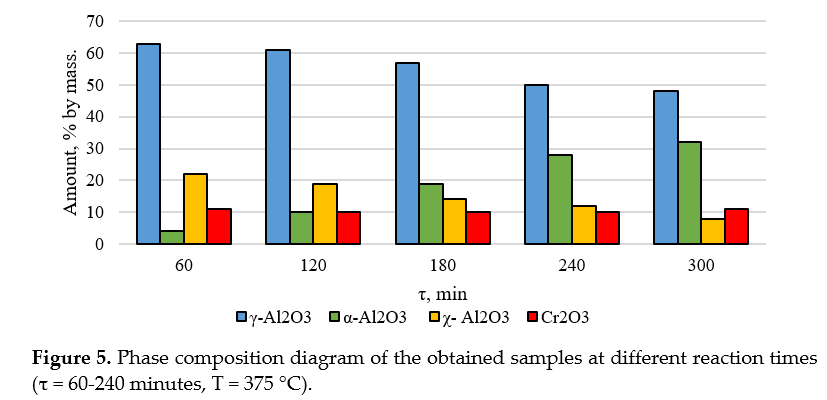 70
60
50
40
30
20
10
0
Amount, % by mass.
60 120 180 240 300
τ, min
γ-Al2O3 α-Al2O3 χ- Al2O3 Cr2O3
Figure 5. Phase composition diagram of the obtained samples at different reaction times
(τ = 60-240 minutes, T = 375 °C).